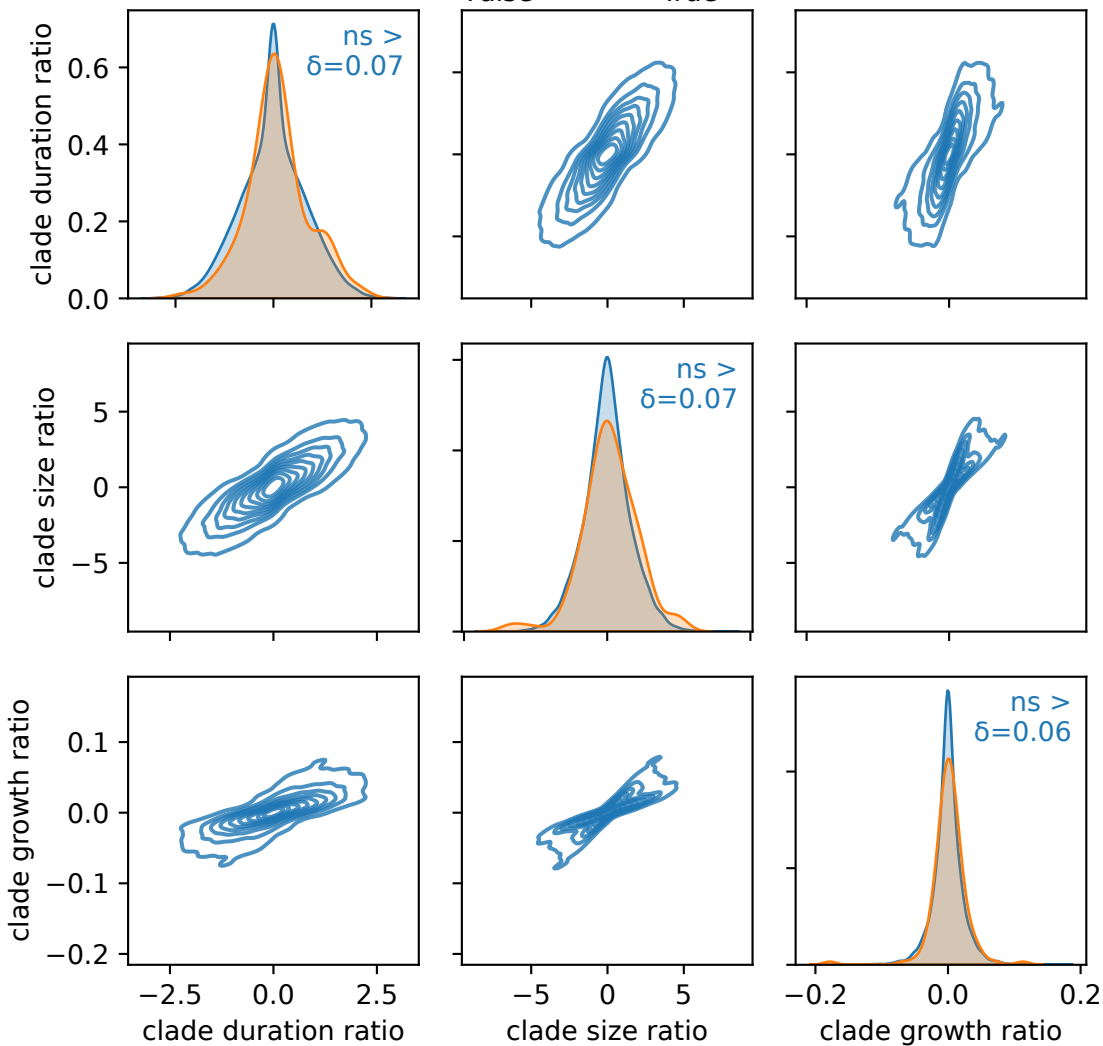 clade duration ratio
0.6
0.4
0.2
0.0
ns >
δ=0.07
clade size ratio
5
0
−5
ns >
δ=0.07
clade growth ratio
0.1
0.0
−0.1
−0.2
ns >
δ=0.06
−2.5 0.0 2.5
−5 0 5
−0.2 0.0 0.2
clade duration ratio
clade size ratio
clade growth ratio